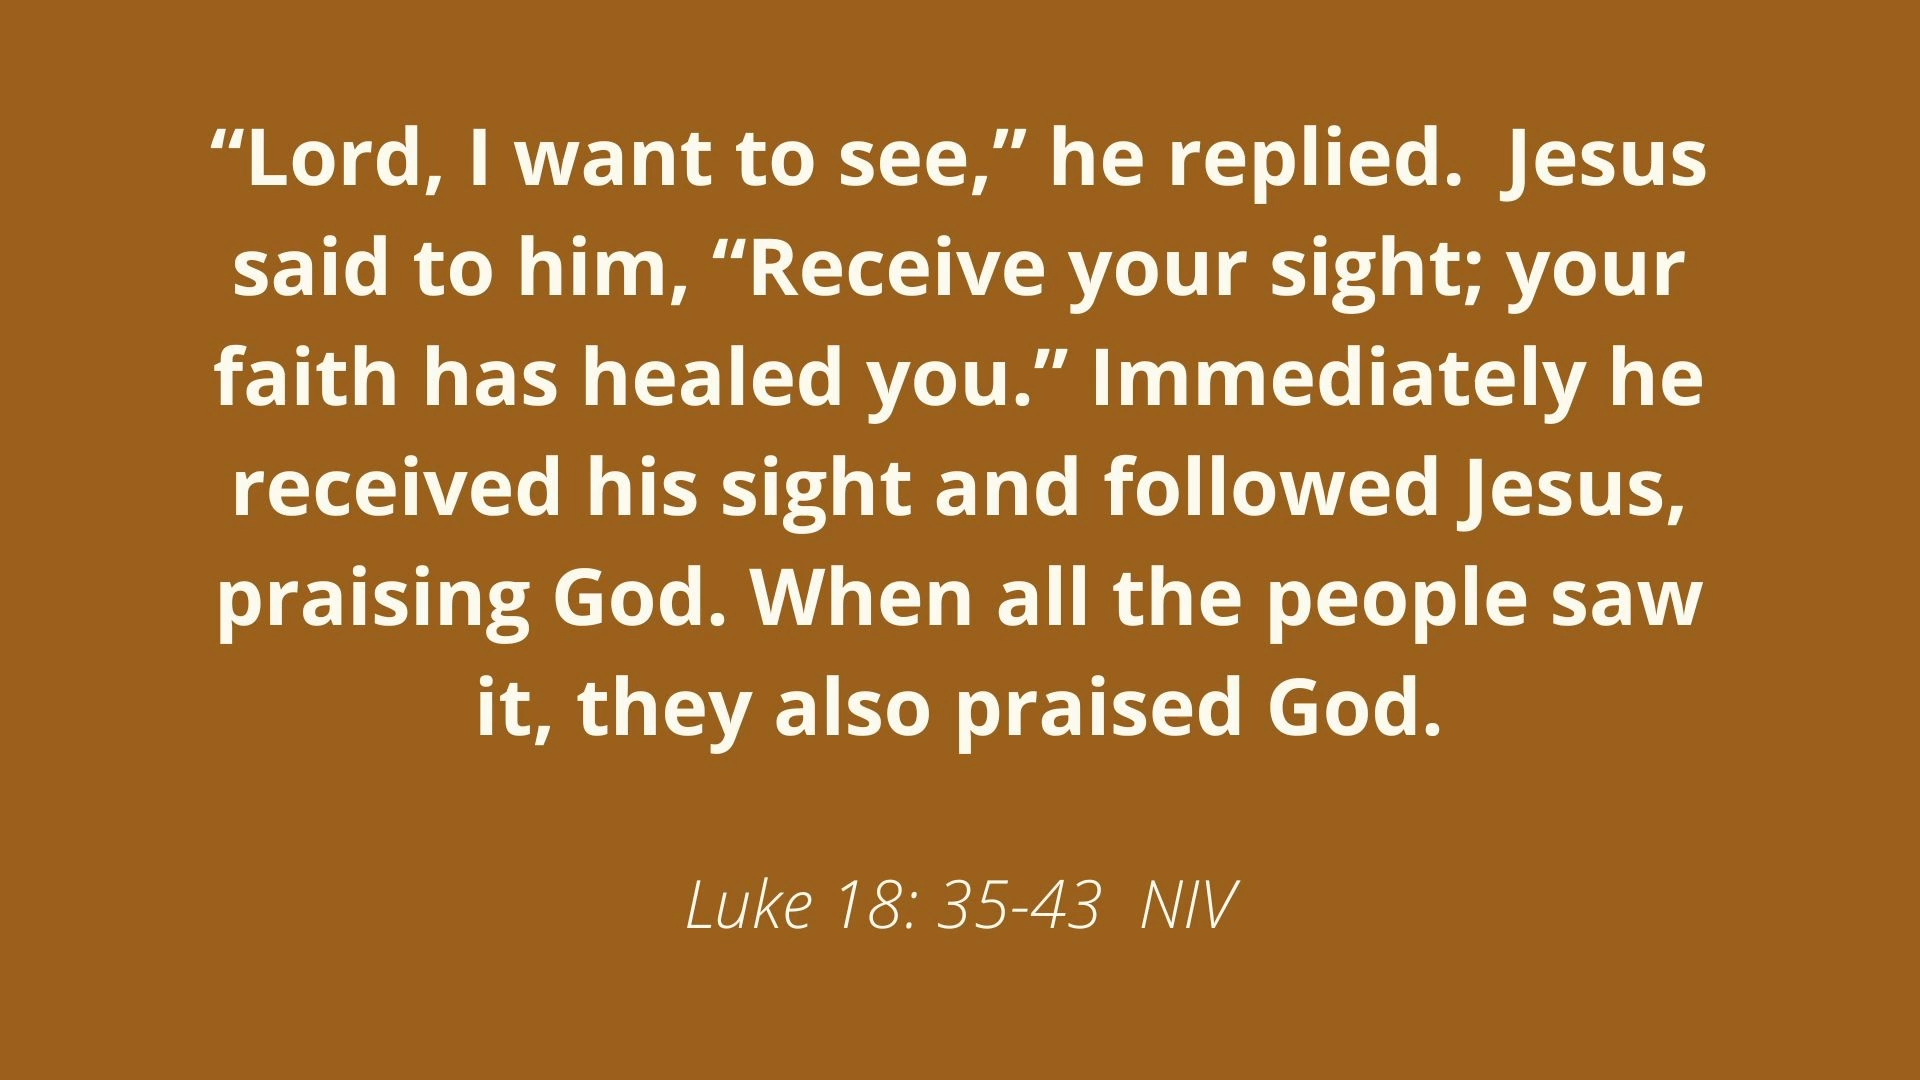 “Lord, I want to see,” he replied.  Jesus
said to him, “Receive your sight; your
faith has healed you.” Immediately he
received his sight and followed Jesus,
praising God. When all the people saw
it, they also praised God.
Luke 18: 35-43  NIV